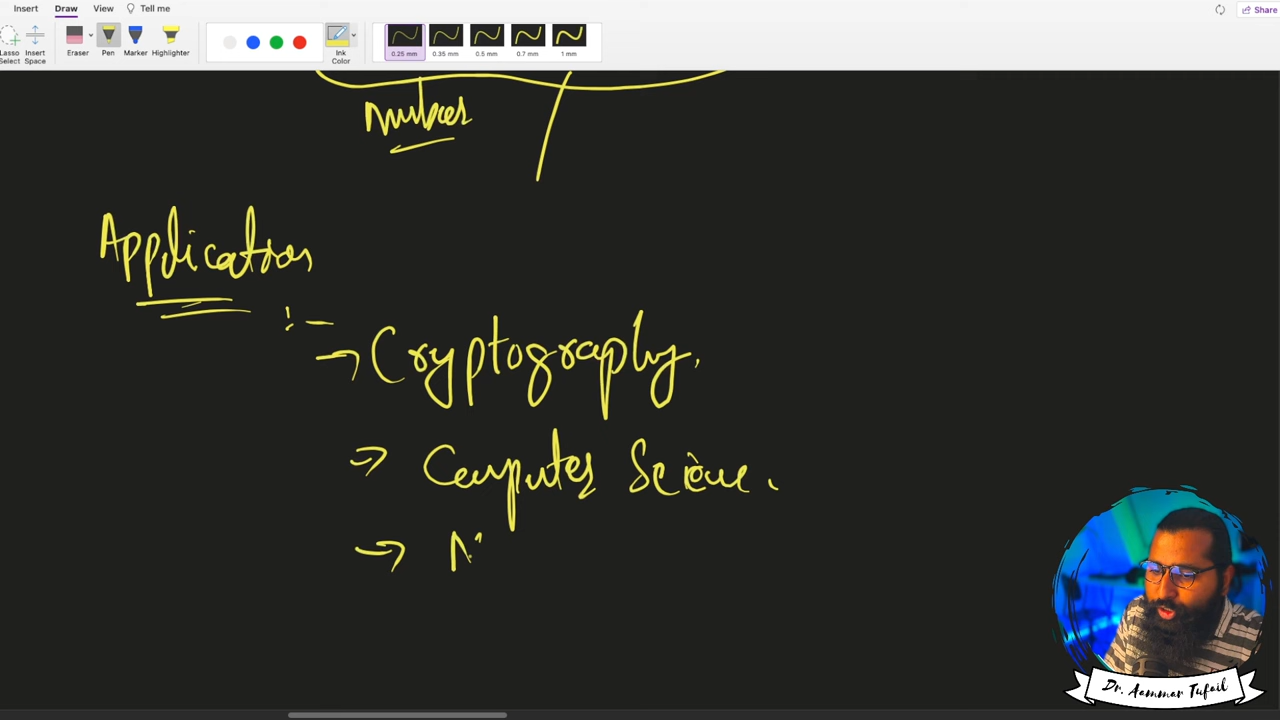 Insert Draw View Tell me Share
Lasso Select Insert Space Eraser Pen Marker Highlighter Ink Color 0.25 mm 0.35 mm 0.5 mm 0.7 mm 1 mm
Number
Application
:-
→ Cryptography.
→ Computer Science.
→ N
Dr. Aammar Tufail